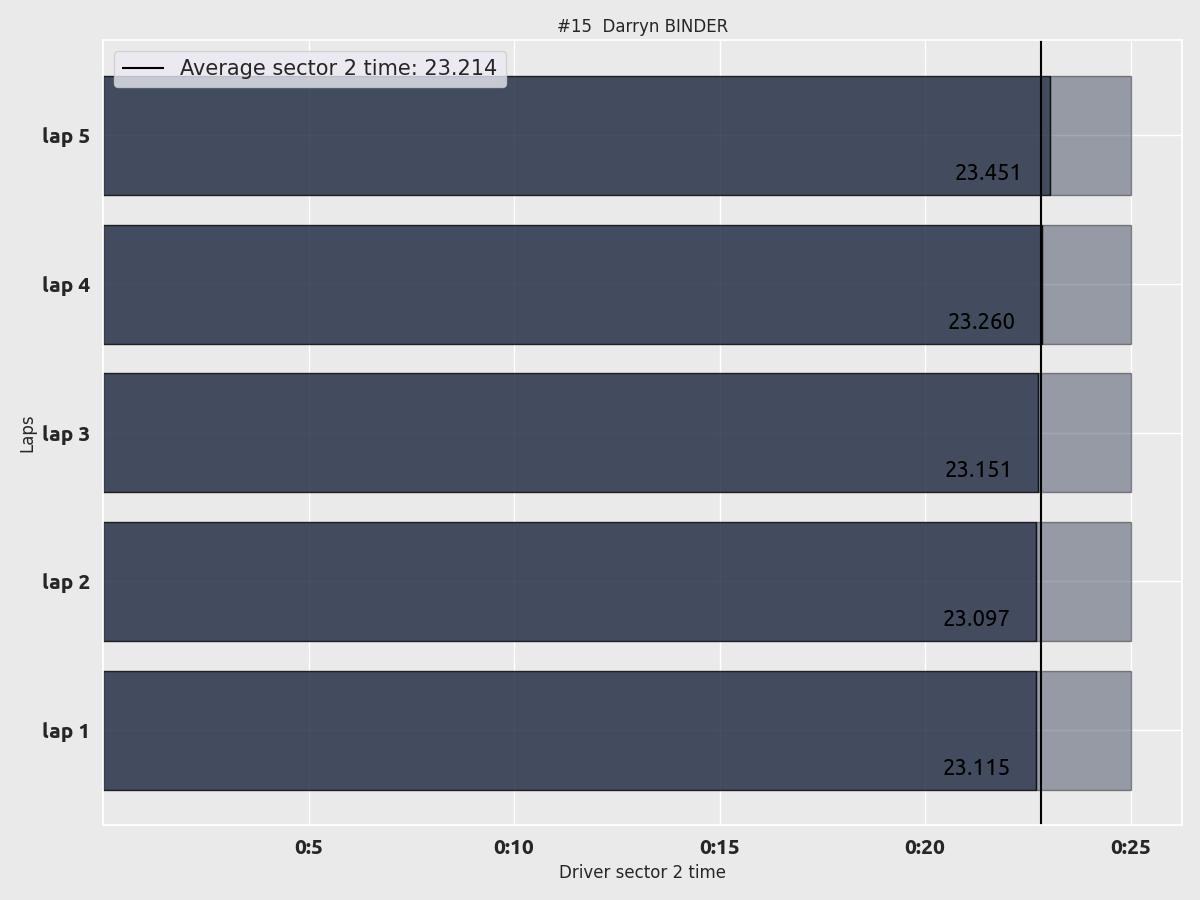 #15 Darryn BINDER
Average sector 2 time: 23.214
lap 5
23.451
lap 4
23.260
lap 3
23.151
lap 2
23.097
lap 1
23.115
Laps
0:5 0:10 0:15 0:20 0:25
Driver sector 2 time